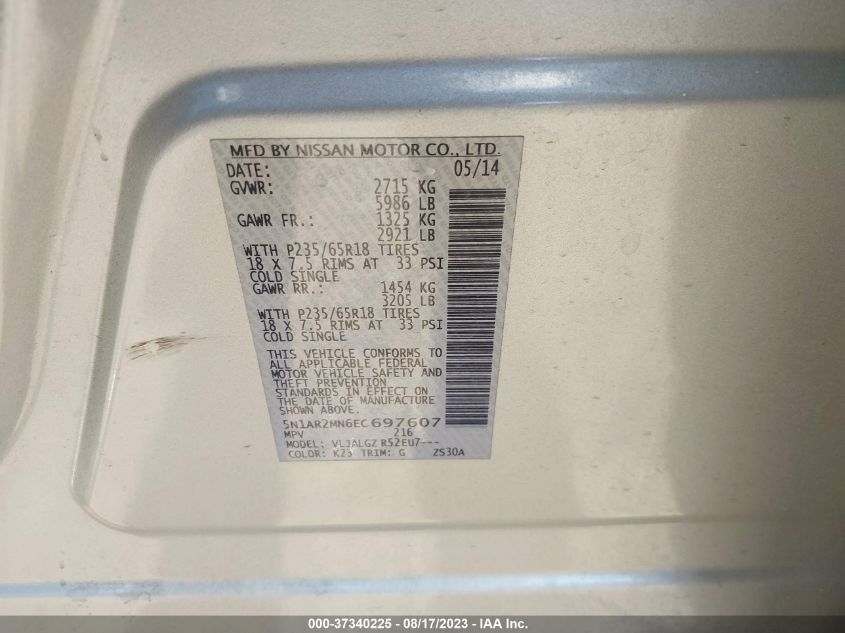 MFD BY NISSAN MOTOR CO., LTD.
DATE: 05/14
GVWR: 2715 KG
5986 LB
GAWR FR.: 1325 KG
2921 LB
WITH P235/65R18 TIRES
18 X 7.5 RIMS AT 33 PSI
COLD SINGLE
GAWR RR.: 1454 KG
3205 LB
WITH P235/65R18 TIRES
18 X 7.5 RIMS AT 33 PSI
COLD SINGLE
THIS VEHICLE CONFORMS TO
ALL APPLICABLE FEDERAL
MOTOR VEHICLE SAFETY AND
THEFT PREVENTION
STANDARDS IN EFFECT ON
THE DATE OF MANUFACTURE
SHOWN ABOVE
5N1AR2MN6EC697607
MPV 216
MODEL: R52EU7---
COLOR: K23 TRIM: G ZS30A
000-37340225 - 08/17/2023 - IAA Inc.